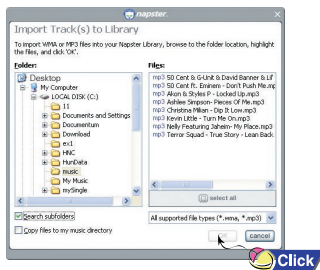 napster.
Import Track(s) to Library
To import WMA or MP3 files into your Napster Library, browse to the folder location, highlight
the files, and click 'OK'.
Folder:
Desktop
My Computer
LOCAL DISK (C:)
11
Documents and Settings
Documentum
Download
ex1
HNC
HunData
music
My Music
mySingle
Search subfolders
Copy files to my music directory
Files:
mp3 50 Cent & G-Unit & David Banner & Lil'
mp3 50 Cent ft. Eminem - Don't Push Me.mp
mp3 Akon & Styles P - Locked Up.mp3
mp3 Ashlee Simpson- Pieces Of Me.mp3
mp3 Christina Milian - Dip It Low.mp3
mp3 Kevin Little - Turn Me On.mp3
mp3 Nelly Featuring Jaheim- My Place.mp3
mp3 Terror Squad - True Story - Lean Back
select all
All supported file types (*.wma, *.mp3)
OK cancel
Click